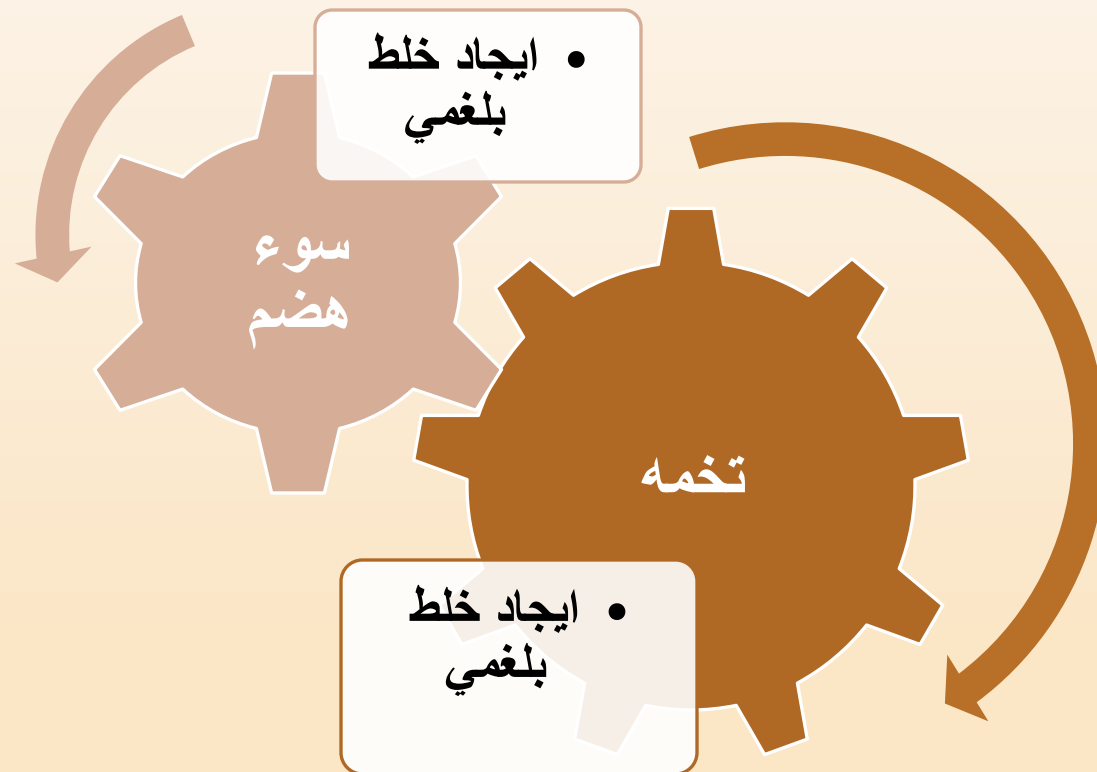 • ايجاد خلط
بلغمي
سوء
هضم
تخمه
• ايجاد خلط
بلغمي